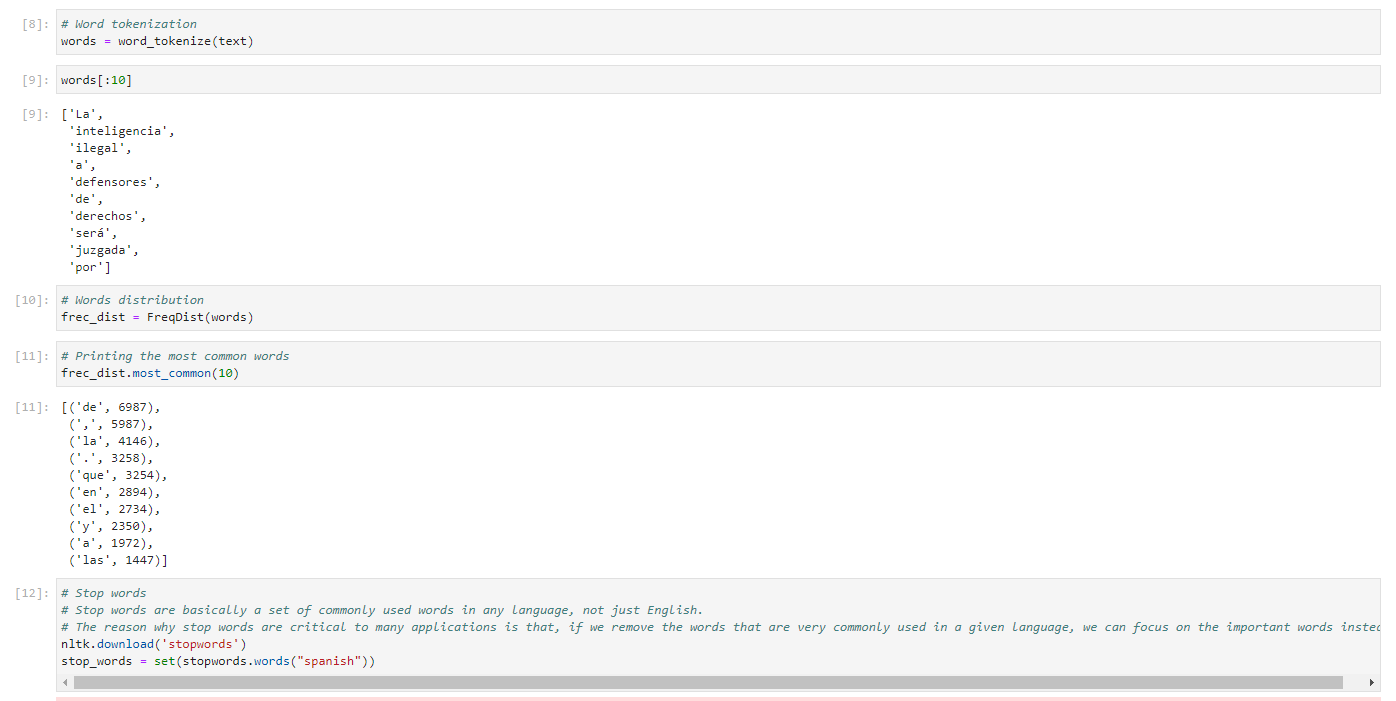 [8]: # Word tokenization
words = word_tokenize(text)
[9]: words[:10]
[9]: ['La',
'inteligencia',
'ilegal',
'a',
'defensores',
'de',
'derechos',
'será',
'juzgada',
'por']
[10]: # Words distribution
frec_dist = FreqDist(words)
[11]: # Printing the most common words
frec_dist.most_common(10)
[11]: [('de', 6987),
(',', 5987),
('la', 4146),
('.', 3258),
('que', 3254),
('en', 2894),
('el', 2734),
('y', 2350),
('a', 1972),
('las', 1447)]
[12]: # Stop words
# Stop words are basically a set of commonly used words in any language, not just English.
# The reason why stop words are critical to many applications is that, if we remove the words that are very commonly used in a given language, we can focus on the important words inste
nltk.download('stopwords')
stop_words = set(stopwords.words("spanish"))